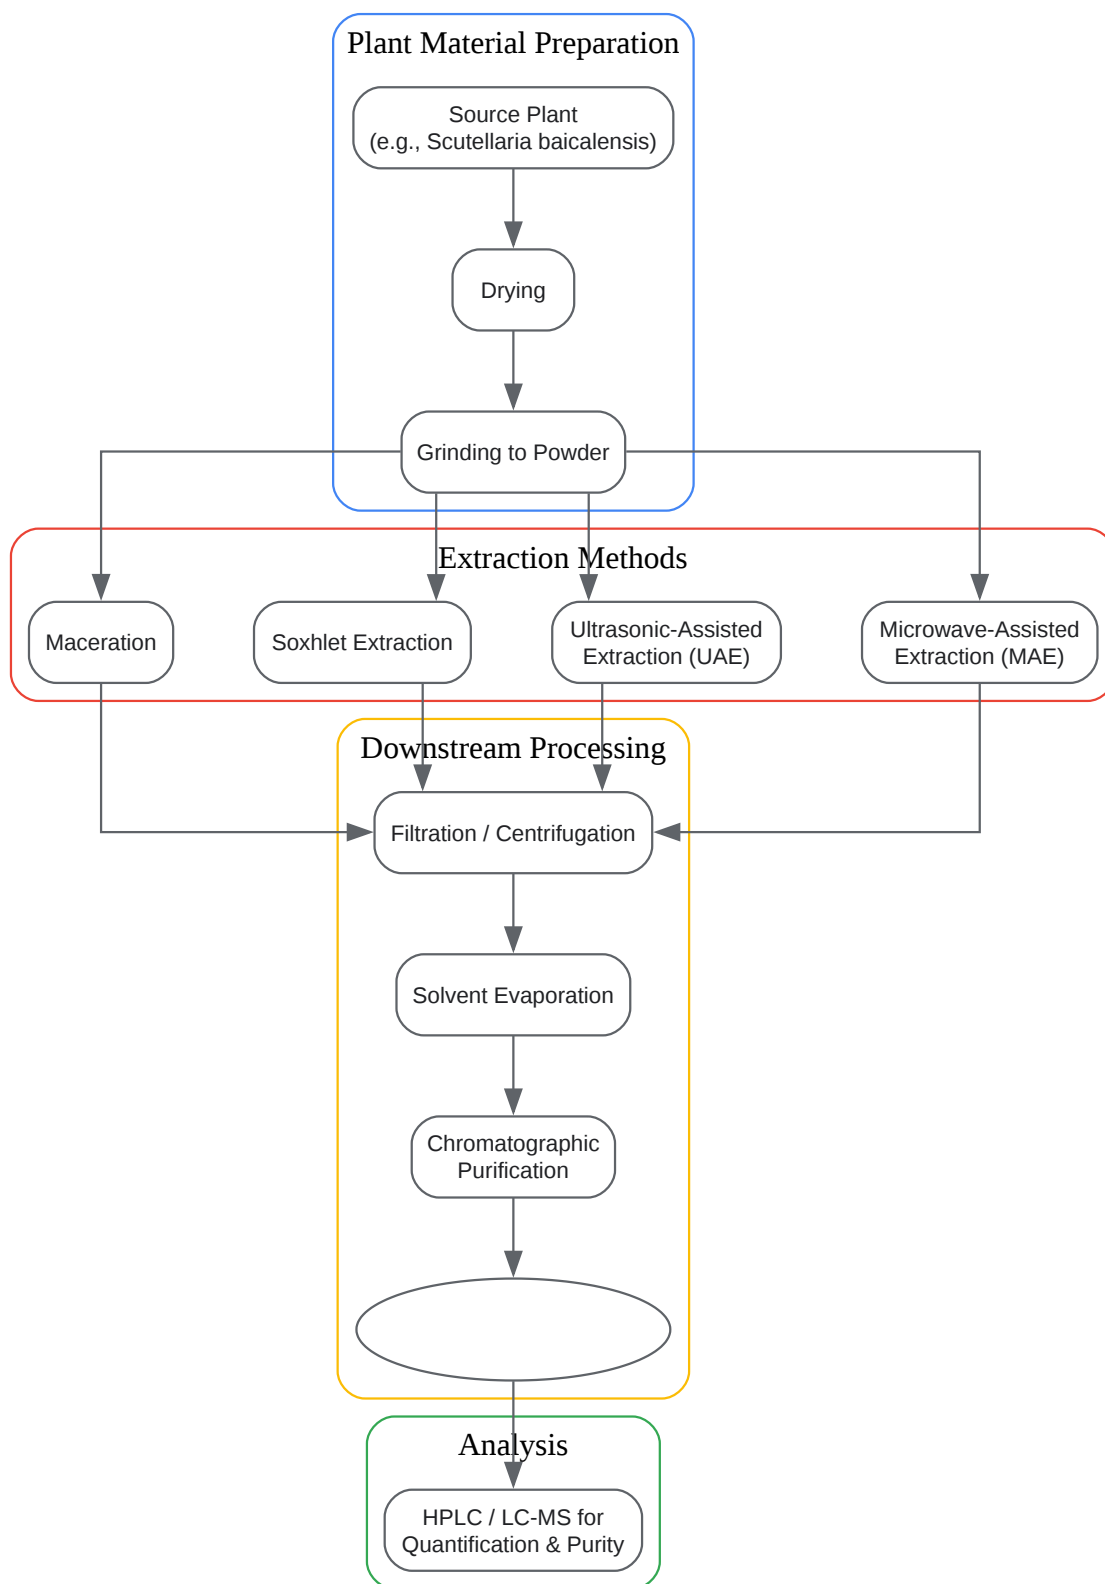 Plant Material Preparation
Source Plant
(e.g., Scutellaria baicalensis)
Drying
Grinding to Powder
Extraction Methods
Maceration
Soxhlet Extraction
Ultrasonic-Assisted
Extraction (UAE)
Microwave-Assisted
Extraction (MAE)
Downstream Processing
Filtration / Centrifugation
Solvent Evaporation
Chromatographic
Purification
Analysis
HPLC / LC-MS for
Quantification & Purity